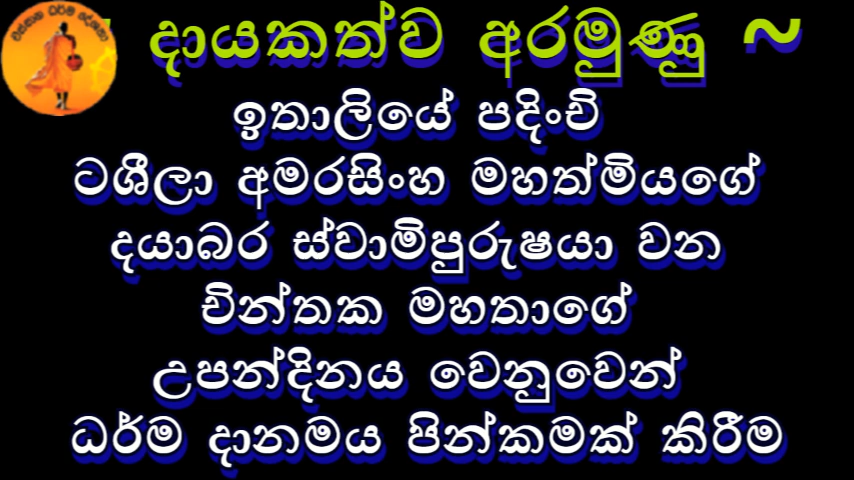 ~ දායකත්ව අරමුණු ~
ඉතාලියේ පදිංචි
ටශීලා අමරසිංහ මහත්මියගේ
දයාබර ස්වාමිපුරුෂයා වන
චින්තක මහතාගේ
උපන්දිනය වෙනුවෙන්
ධර්ම දානමය පින්කමක් කිරීම